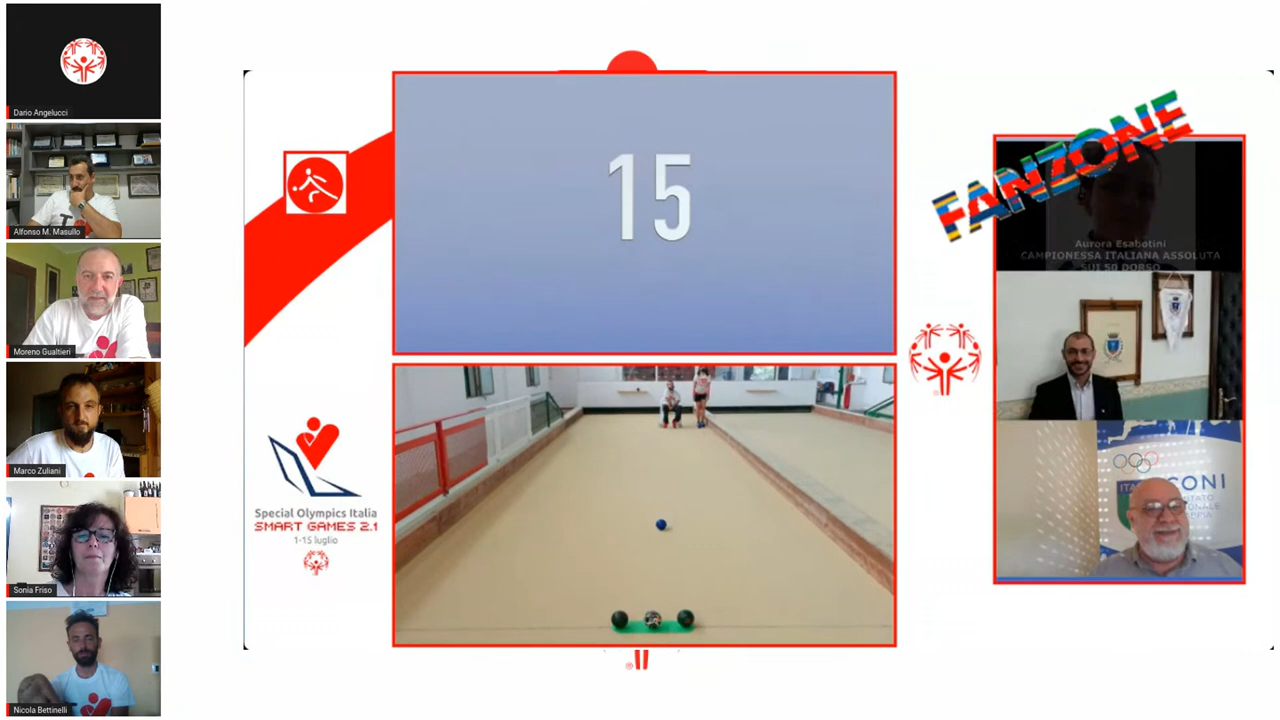 Dario Angelucci
Alfonso M. Masullo
Moreno Gualtieri
Marco Zuliani
Sonia Friso
Nicola Bettinelli
15
Special Olympics Italia
SMART GAMES 2.1
1-15 luglio
FANZONE
Aurora Esabotini
CAMPIONESSA ITALIANA ASSOLUTA
SUI 50 DORSO
CONI